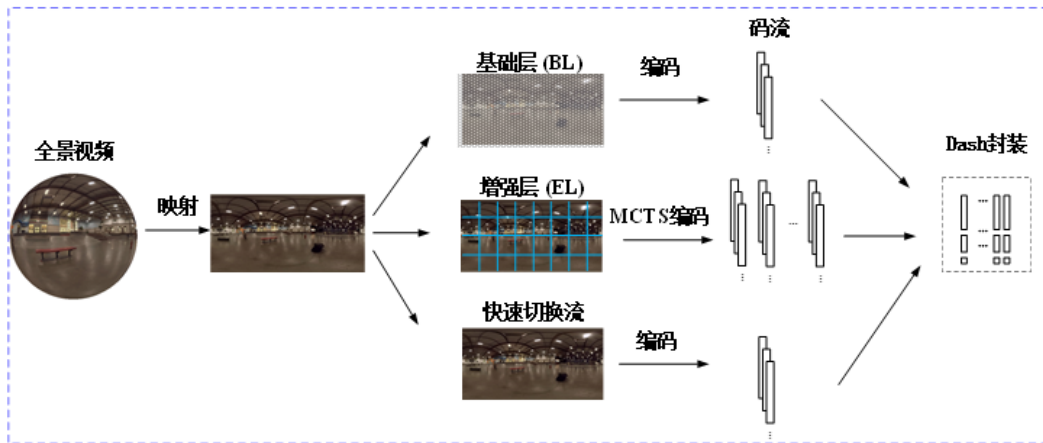 码流
基础层 (BL)
编码
全景视频
Dash封装
映射
增强层 (EL)
MCTS编码
快速切换流
编码